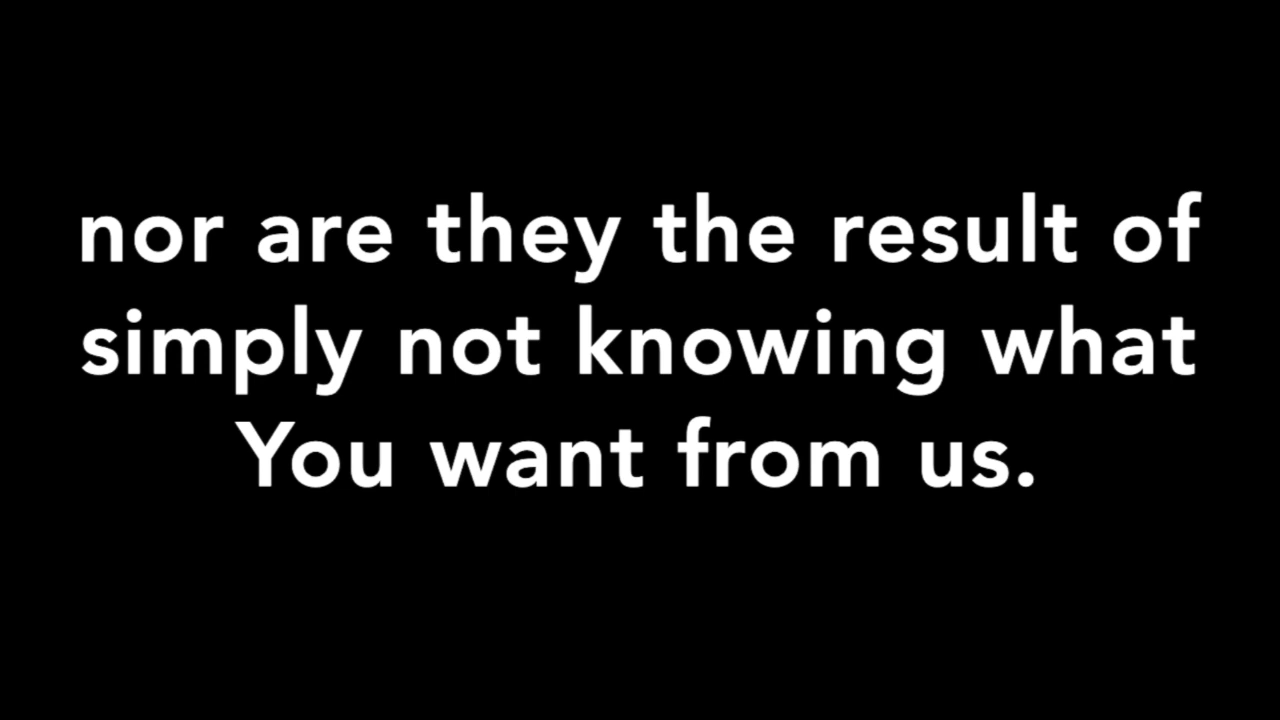 nor are they the result of
simply not knowing what
You want from us.